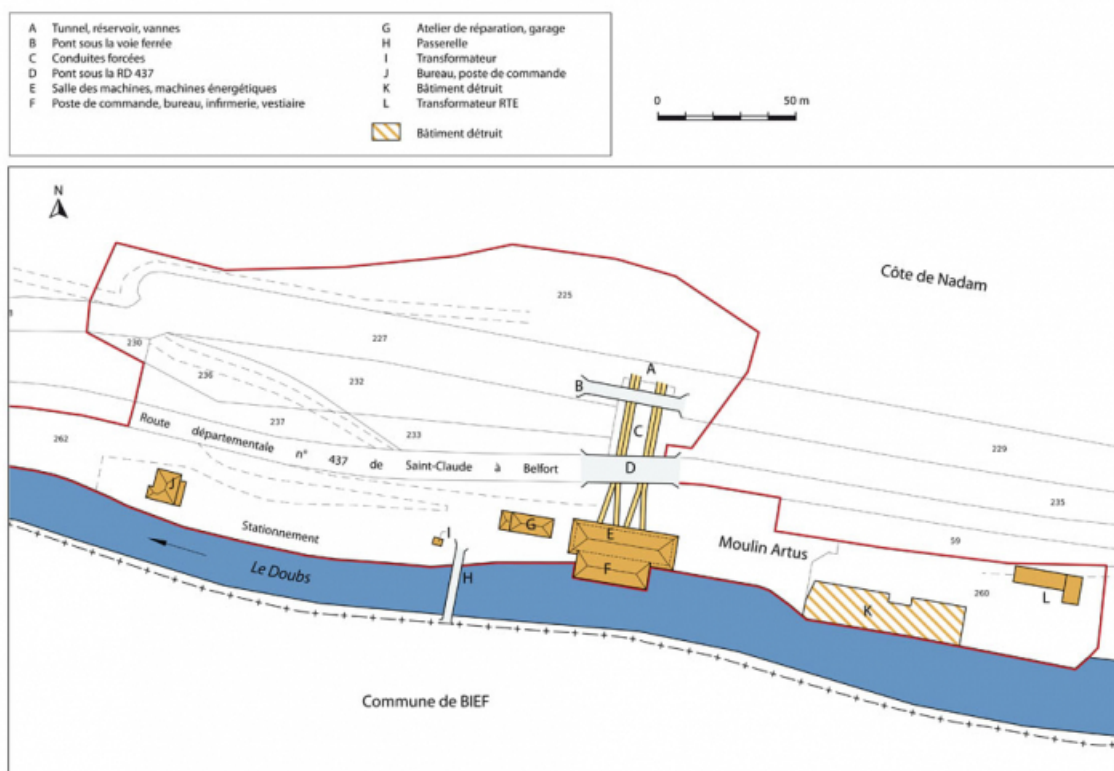 A Tunnel, réservoir, vannes
B Pont sous la voie ferrée
C Conduites forcées
D Pont sous la RD 437
E Salle des machines, machines énergétiques
F Poste de commande, bureau, infirmerie, vestiaire
G Atelier de réparation, garage
H Passerelle
I Transformateur
J Bureau, poste de commande
K Bâtiment détruit
L Transformateur RTE
Bâtiment détruit
0 50 m
N
Côte de Nadam
225
227
A
B
230
236
232
C
237
233
229
262
Route départementale n° 437 de Saint-Claude à Belfort
D
235
J
G
E
Stationnement
I
Moulin Artus
59
Le Doubs
H
F
K
260
L
Commune de BIEF